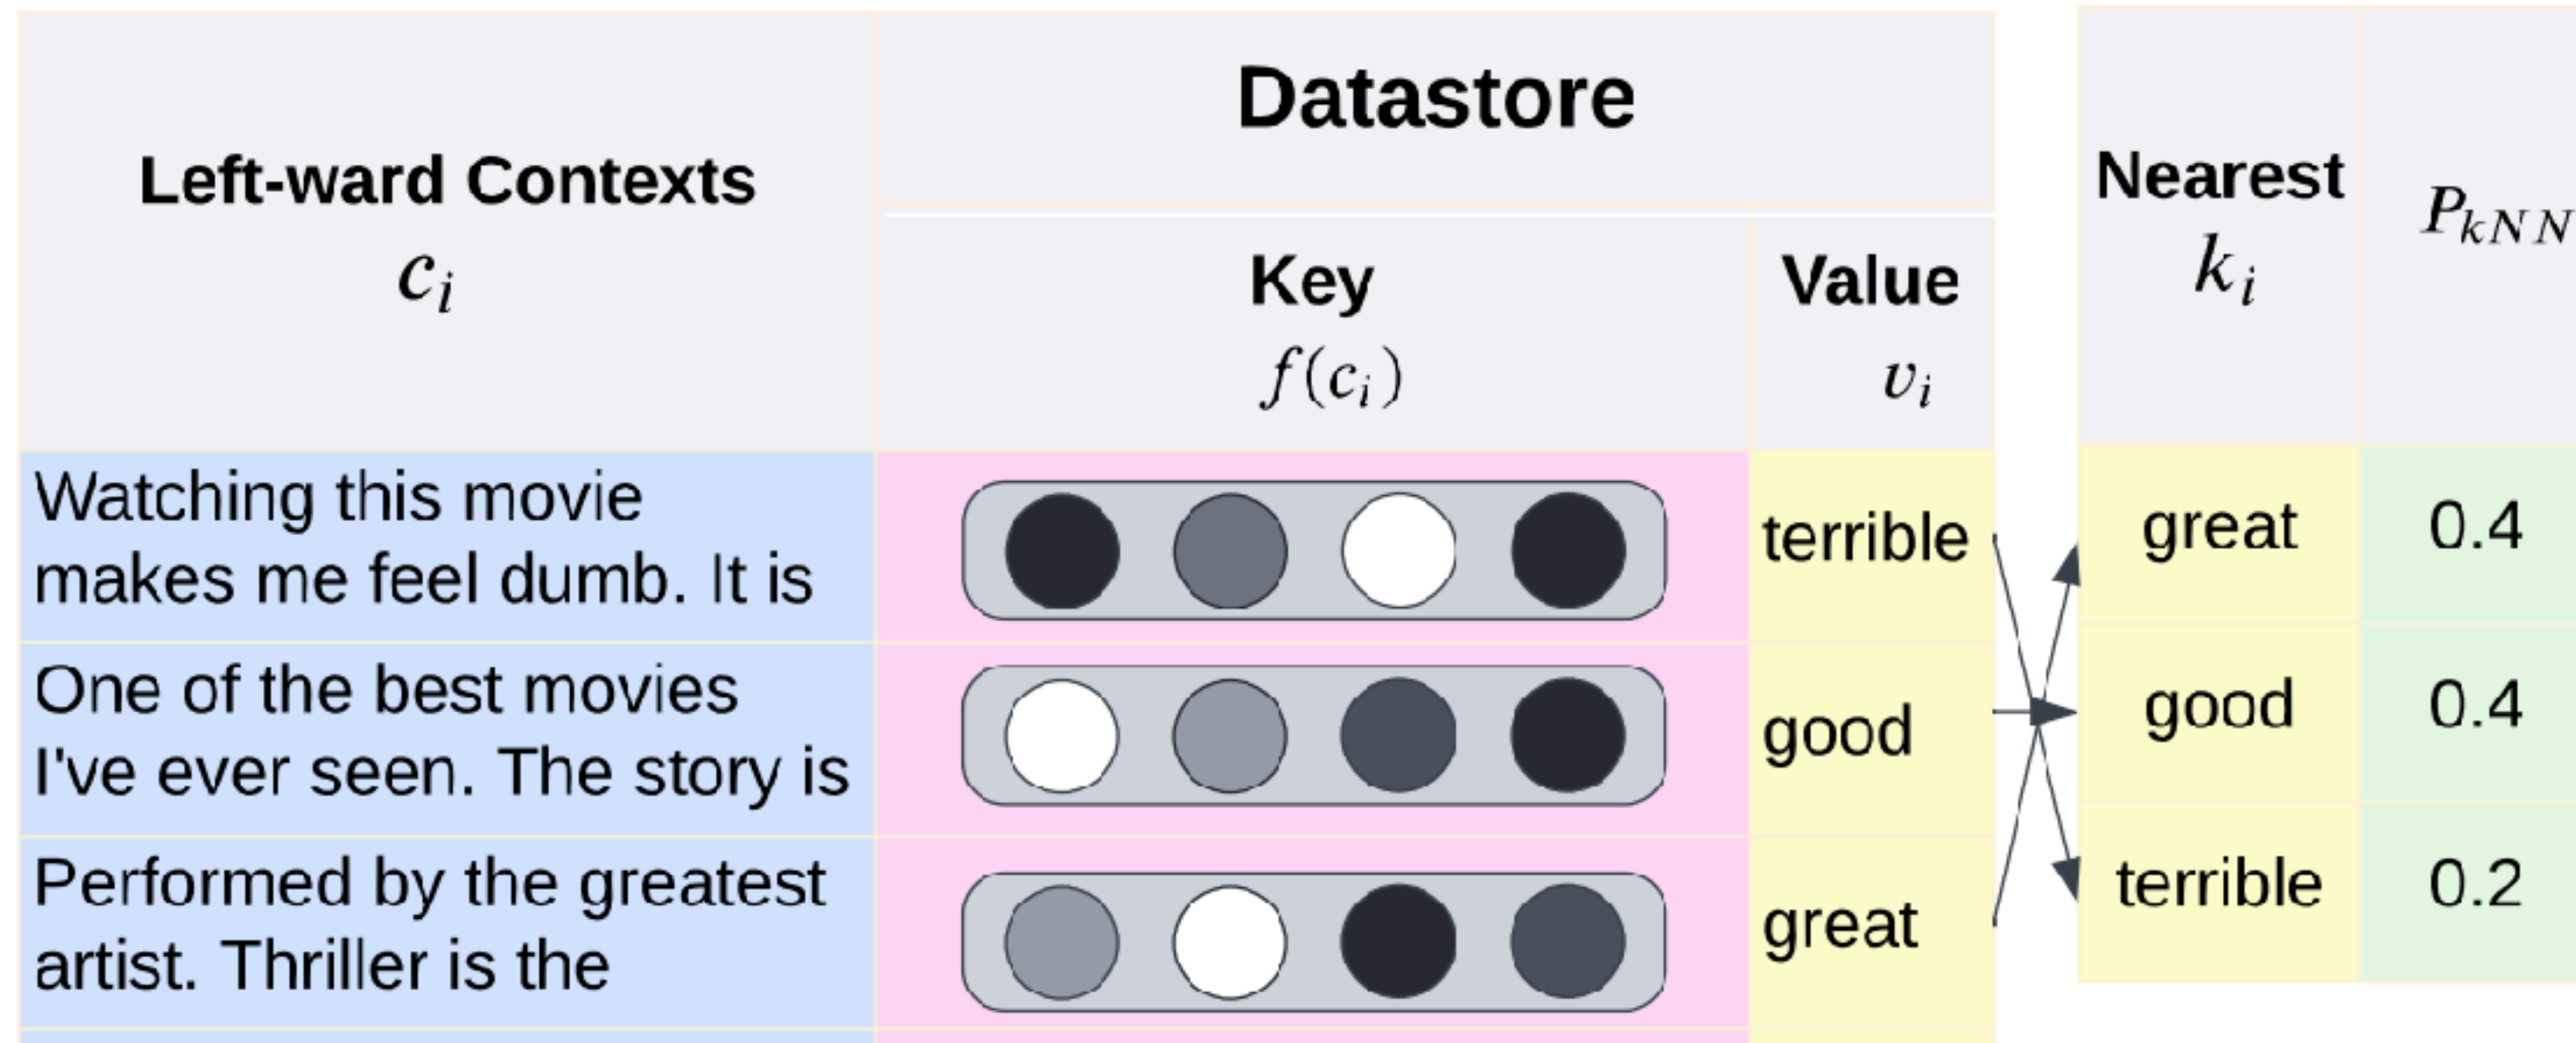 Left-ward Contexts
c_i
Datastore
Key
f(c_i)
Value
v_i
Nearest
k_i
P_{kNN}
Watching this movie
makes me feel dumb. It is
terrible
One of the best movies
I've ever seen. The story is
good
Performed by the greatest
artist. Thriller is the
great
great
0.4
good
0.4
terrible
0.2